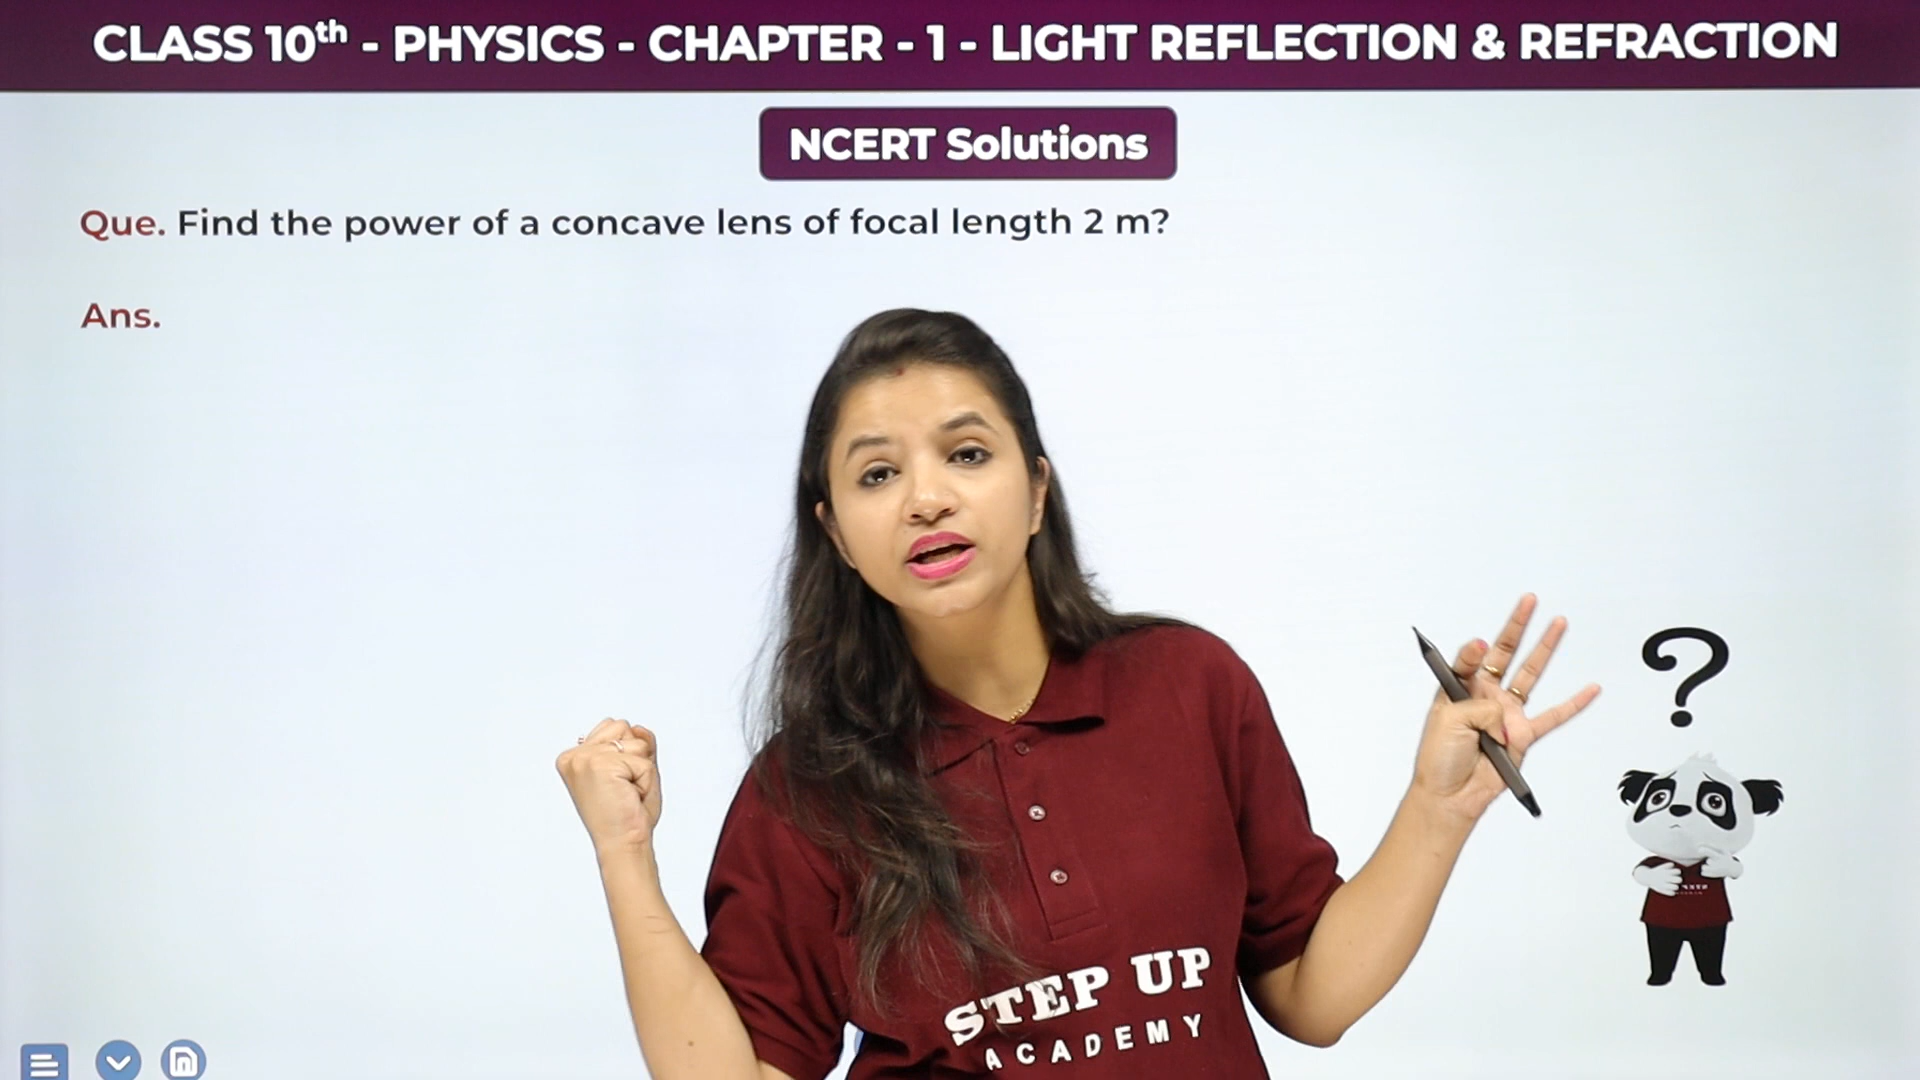 CLASS 10th - PHYSICS - CHAPTER - 1 - LIGHT REFLECTION & REFRACTION
NCERT Solutions
Que. Find the power of a concave lens of focal length 2 m?
Ans.
?
STEP UP
ACADEMY